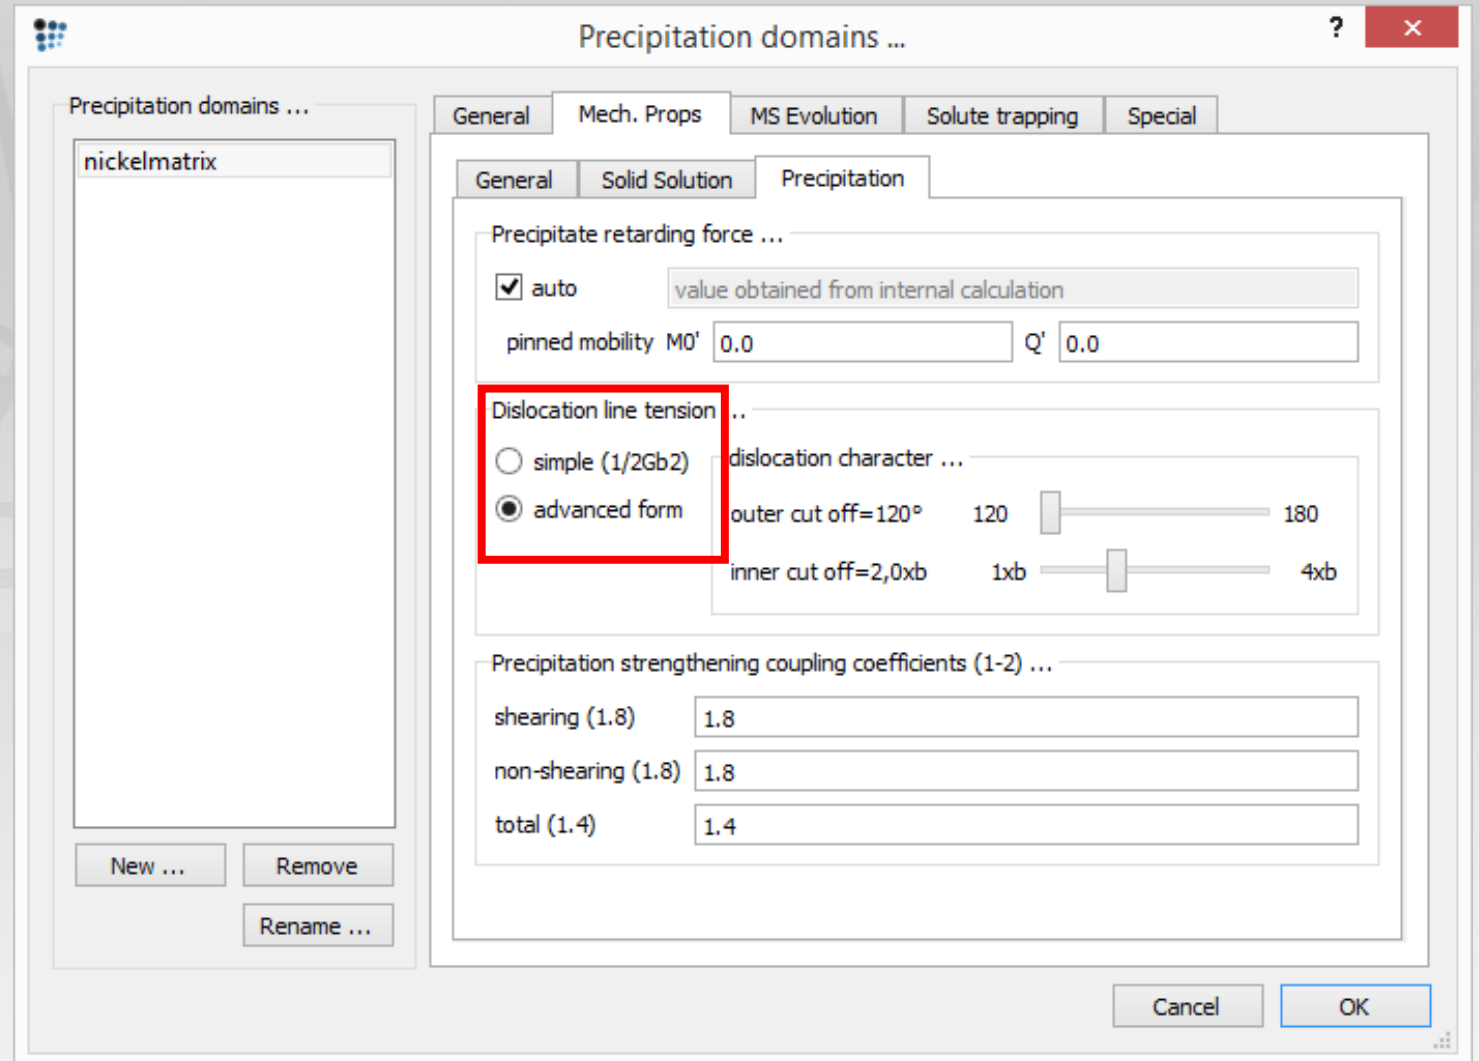 Precipitation domains ...
?
Precipitation domains ...
nickelmatrix
New ...
Remove
Rename ...
General
Mech. Props
MS Evolution
Solute trapping
Special
General
Solid Solution
Precipitation
Precipitate retarding force ...
auto
value obtained from internal calculation
pinned mobility M0' 0.0 Q' 0.0
Dislocation line tension ...
simple (1/2Gb2)
advanced form
dislocation character ...
outer cut off=120° 120 180
inner cut off=2,0xb 1xb 4xb
Precipitation strengthening coupling coefficients (1-2) ...
shearing (1.8) 1.8
non-shearing (1.8) 1.8
total (1.4) 1.4
Cancel
OK